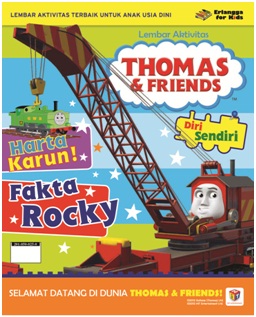 LEMBAR AKTIVITAS TERBAIK UNTUK ANAK USIA DINI
Erlangga
for Kids
Lembar Aktivitas
THOMAS
& FRIENDS
Diri
Sendiri
Harta
Karun!
Fakta
Rocky
SELAMAT DATANG DI DUNIA THOMAS & FRIENDS!